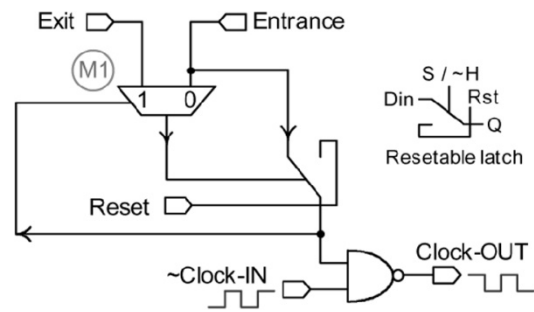 Exit
Entrance
M1
1 0
S / ~H
Din
Rst
Q
Resetable latch
Reset
~Clock-IN
Clock-OUT